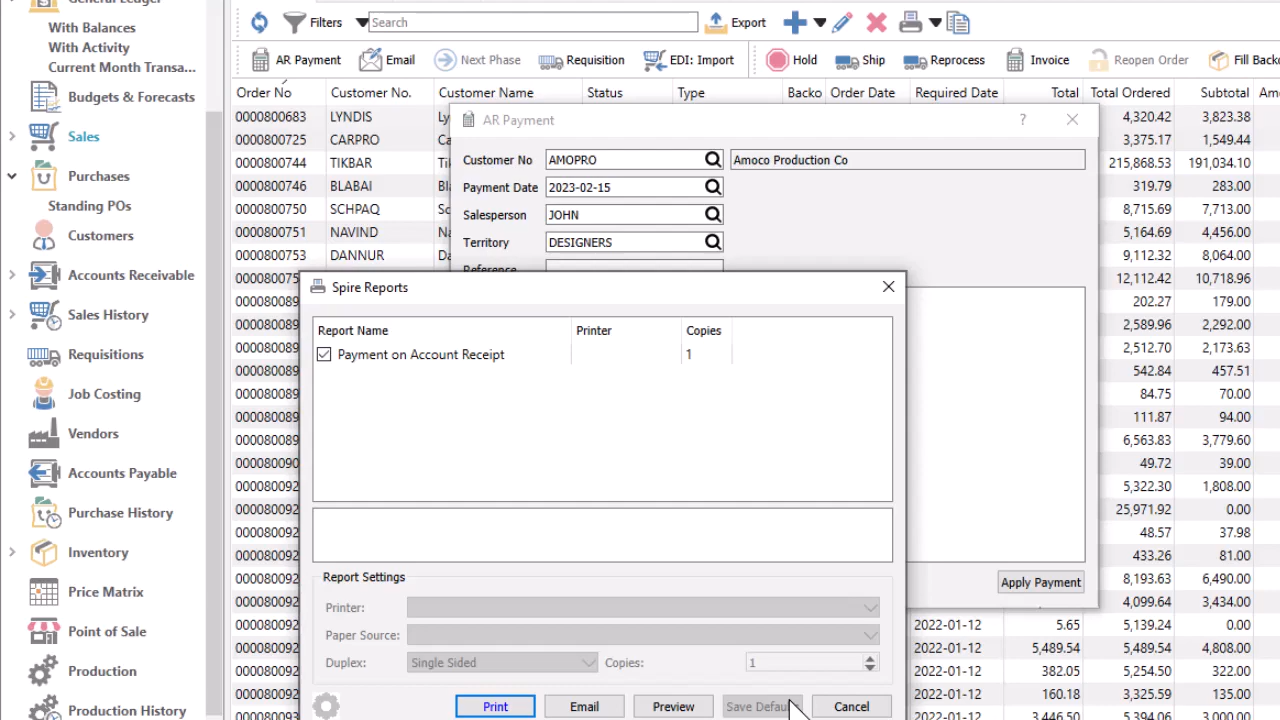 With Balances
With Activity
Current Month Transa...
Budgets & Forecasts
Sales
Purchases
Standing POs
Customers
Accounts Receivable
Sales History
Requisitions
Job Costing
Vendors
Accounts Payable
Purchase History
Inventory
Price Matrix
Point of Sale
Production
Production History
Filters Search Export
AR Payment Email Next Phase Requisition EDI: Import Hold Ship Reprocess Invoice Reopen Order Fill
Order No Customer No. Customer Name Status Type Backo Order Date Required Date Total Total Ordered Subtotal
0000800683 LYNDIS 4,320.42 3,823.38
0000800725 CARPRO 3,375.17 1,549.44
0000800744 TIKBAR 215,868.53 191,034.10
0000800746 BLABAI 319.79 283.00
0000800750 SCHPAQ 8,715.69 7,713.00
0000800751 NAVIND 5,164.69 4,456.00
0000800753 DANNUR 9,112.32 8,064.00
12,112.42 10,718.96
202.27 179.00
2,589.96 2,292.00
2,512.70 2,173.63
542.84 457.51
84.75 70.00
111.87 94.00
6,563.83 3,779.60
49.72 39.00
5,322.30 1,808.00
25,971.92 0.00
48.57 37.98
433.26 81.00
8,193.63 6,490.00
4,099.64 3,434.00
2022-01-12 5.65 5,139.24 0.00
2022-01-12 5,489.54 5,489.54 4,808.00
2022-01-12 382.05 5,254.50 322.00
2022-01-12 160.18 3,325.59 135.00
2022-01-12 3,446.50 5,394.06 3,000.00
AR Payment ?
Customer No AMOPRO Amoco Production Co
Payment Date 2023-02-15
Salesperson JOHN
Territory DESIGNERS
Reference
Apply Payment
Spire Reports
Report Name Printer Copies
Payment on Account Receipt 1
Report Settings
Printer:
Paper Source:
Duplex: Single Sided Copies: 1
Print Email Preview Save Cancel